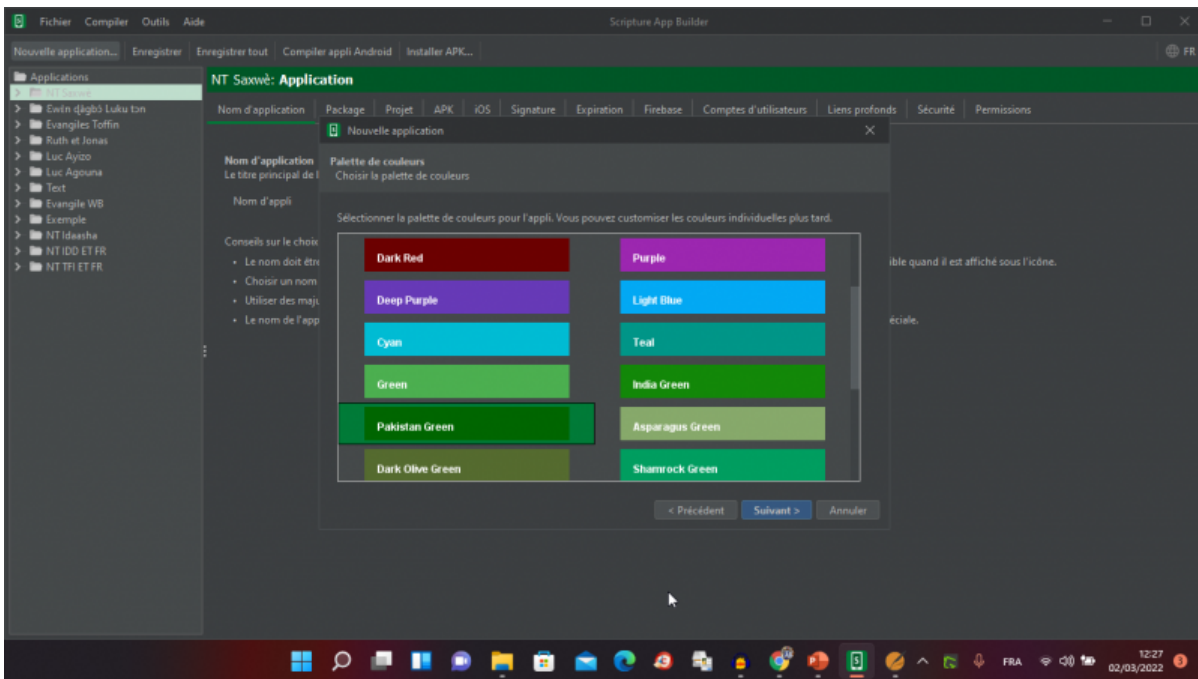 Fichier Compiler Outils Aide
Scripture App Builder
Nouvelle application... Enregistrer Enregistrer tout Compiler appli Android Installer APK...
FR
Applications
NT Saxwè
Ewlɛn ɖàgbɔ̀ Luku tɔn
Evangiles Toffin
Ruth et Jonas
Luc Ayizo
Luc Agouna
Text
Evangile WB
Exemple
NT Idaasha
NT IDD ET FR
NT TFI ET FR
NT Saxwè: Application
Nom d'application Package Projet APK iOS Signature Expiration Firebase Comptes d'utilisateurs Liens profonds Sécurité Permissions
Nom d'application
Le titre principal de l
Nom d'appli
Conseils sur le choix
• Le nom doit être
ible quand il est affiché sous l'icône.
• Choisir un nom
• Utiliser des maju
• Le nom de l'app
éciale.
Nouvelle application
Palette de couleurs
Choisir la palette de couleurs
Sélectionner la palette de couleurs pour l'appli. Vous pouvez customiser les couleurs individuelles plus tard.
Dark Red Purple
Deep Purple Light Blue
Cyan Teal
Green India Green
Pakistan Green Asparagus Green
Dark Olive Green Shamrock Green
< Précédent Suivant > Annuler
FRA
12:27
02/03/2022
3